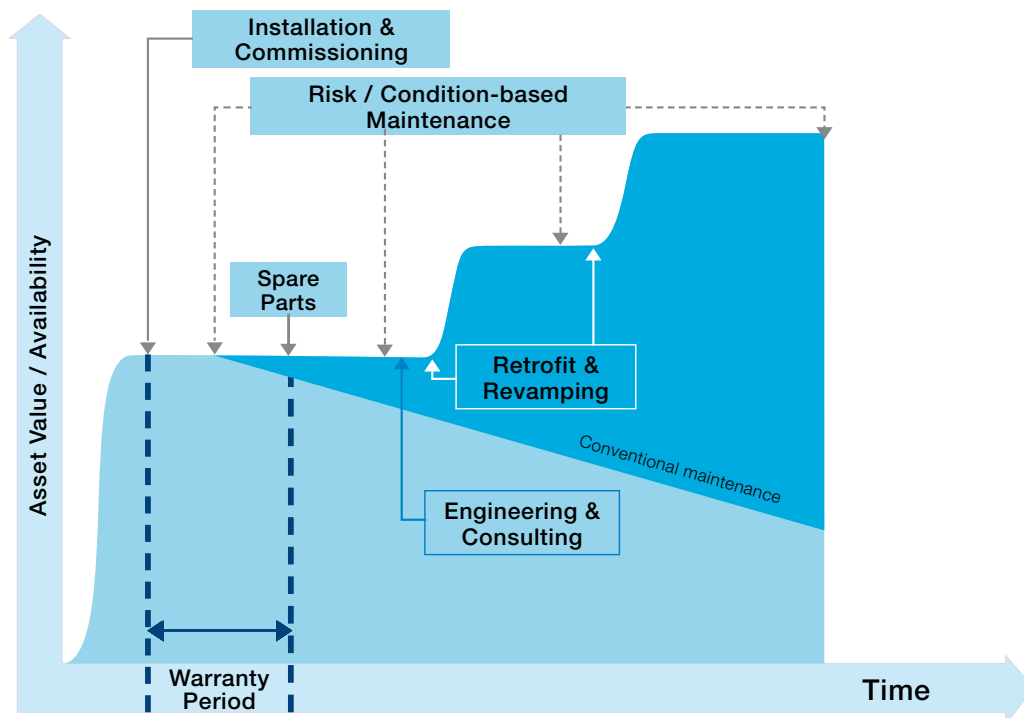 Installation &
Commissioning
Risk / Condition-based
Maintenance
Spare
Parts
Asset Value / Availability
Retrofit &
Revamping
Conventional maintenance
Engineering &
Consulting
Warranty
Period
Time